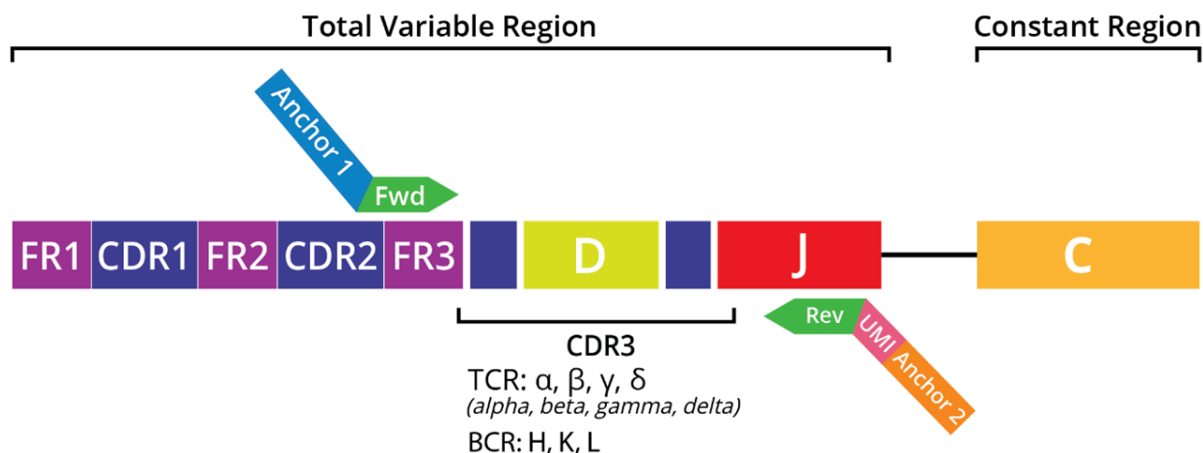 Total Variable Region
Constant Region
Anchor 1
Fwd
FR1 CDR1 FR2 CDR2 FR3 D J C
Rev
UMI
Anchor 2
CDR3
TCR: α, β, γ, δ
(alpha, beta, gamma, delta)
BCR: H, K, L